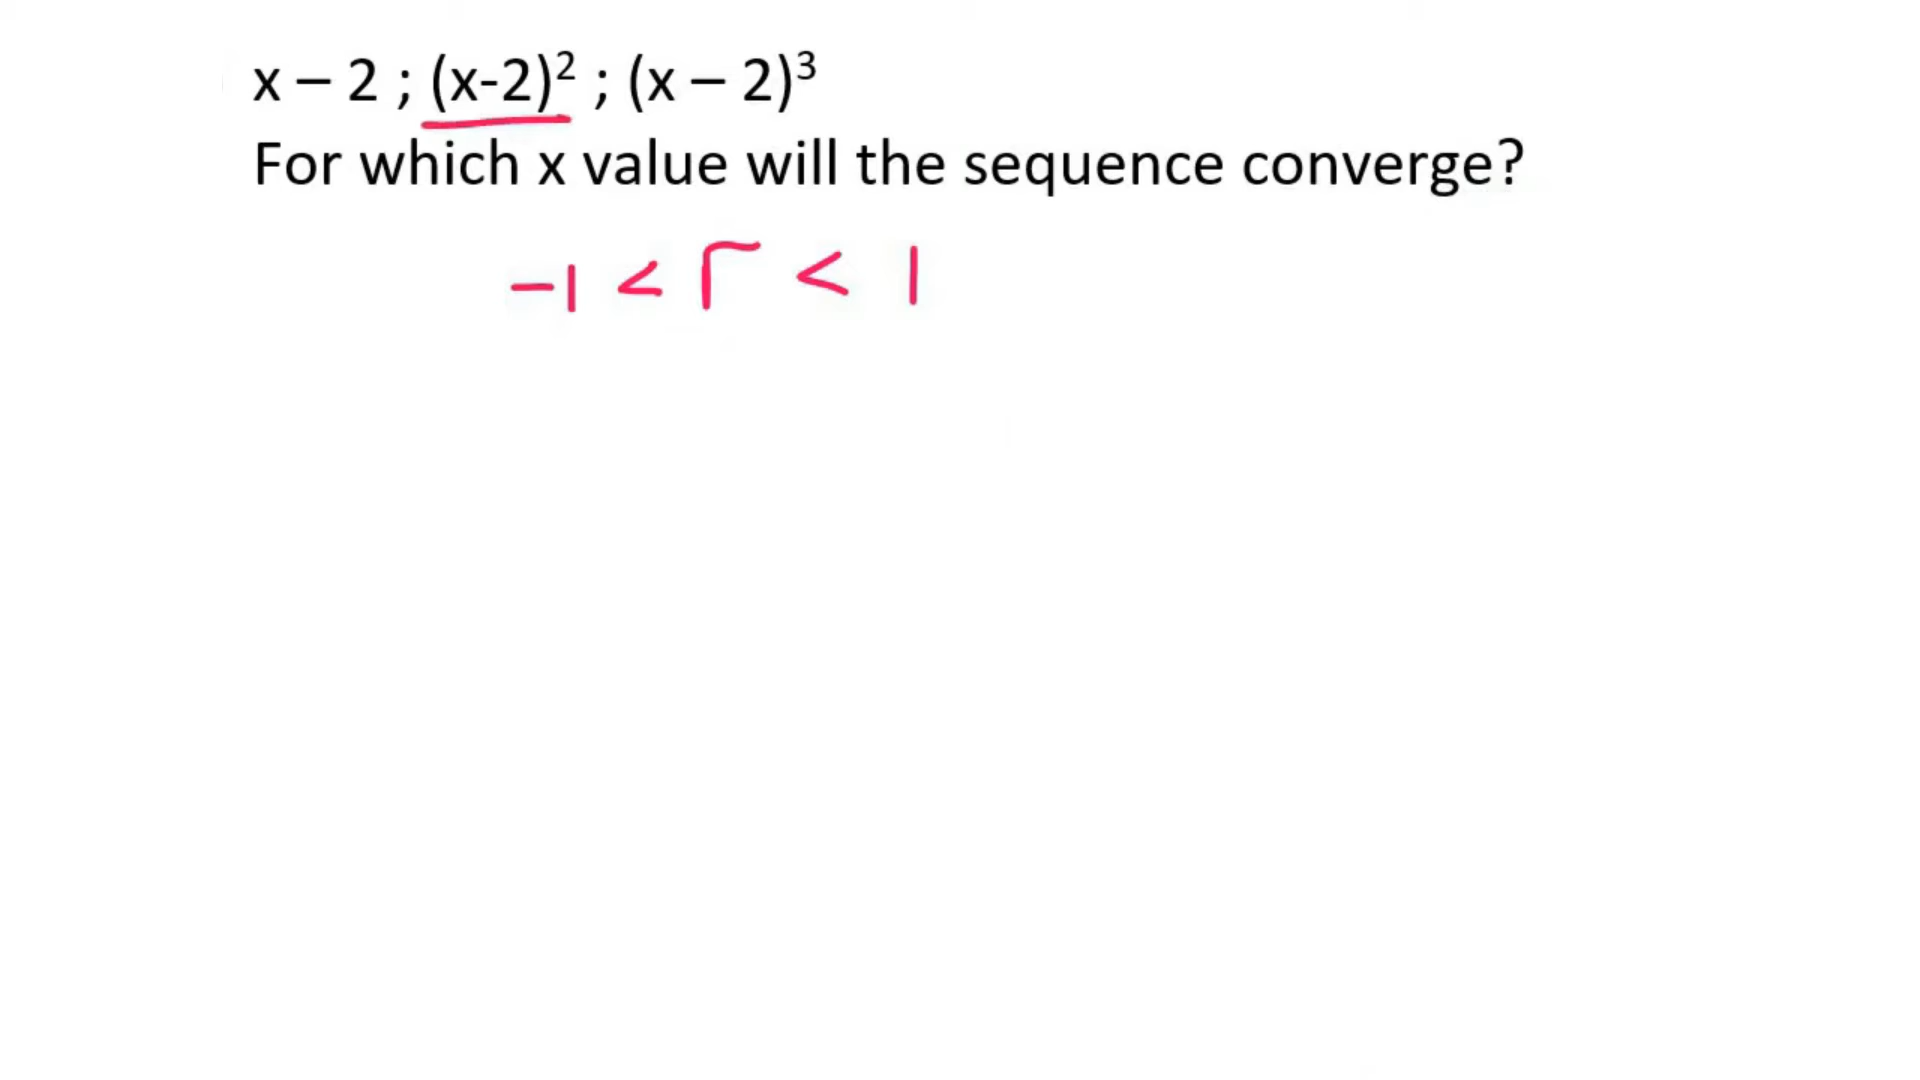 x – 2 ; (x-2)² ; (x – 2)³
For which x value will the sequence converge?
-1 < r < 1